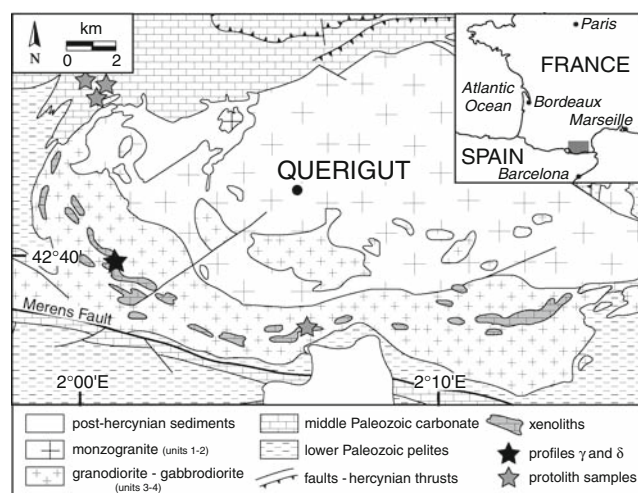 N
km
0 2
Paris
FRANCE
Atlantic
Ocean
Bordeaux
Marseille
SPAIN
Barcelona
QUERIGUT
42°40'
Merens Fault
2°00'E
2°10'E
post-hercynian sediments
monzogranite (units 1-2)
granodiorite - gabbrodiorite
(units 3-4)
middle Paleozoic carbonate
lower Paleozoic pelites
faults - hercynian thrusts
xenoliths
profiles γ and δ
protolith samples